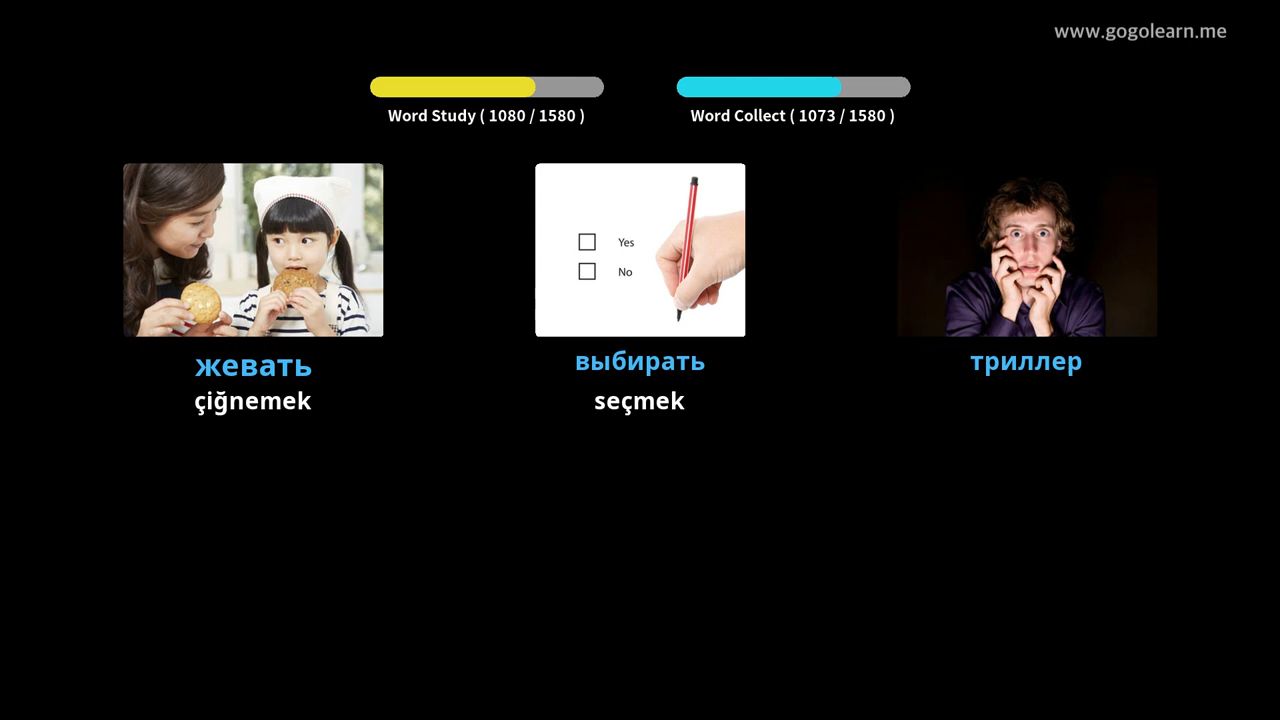 www.gogolearn.me
Word Study ( 1080 / 1580 )
Word Collect ( 1073 / 1580 )
Yes
No
жевать
çiğnemek
выбирать
seçmek
триллер